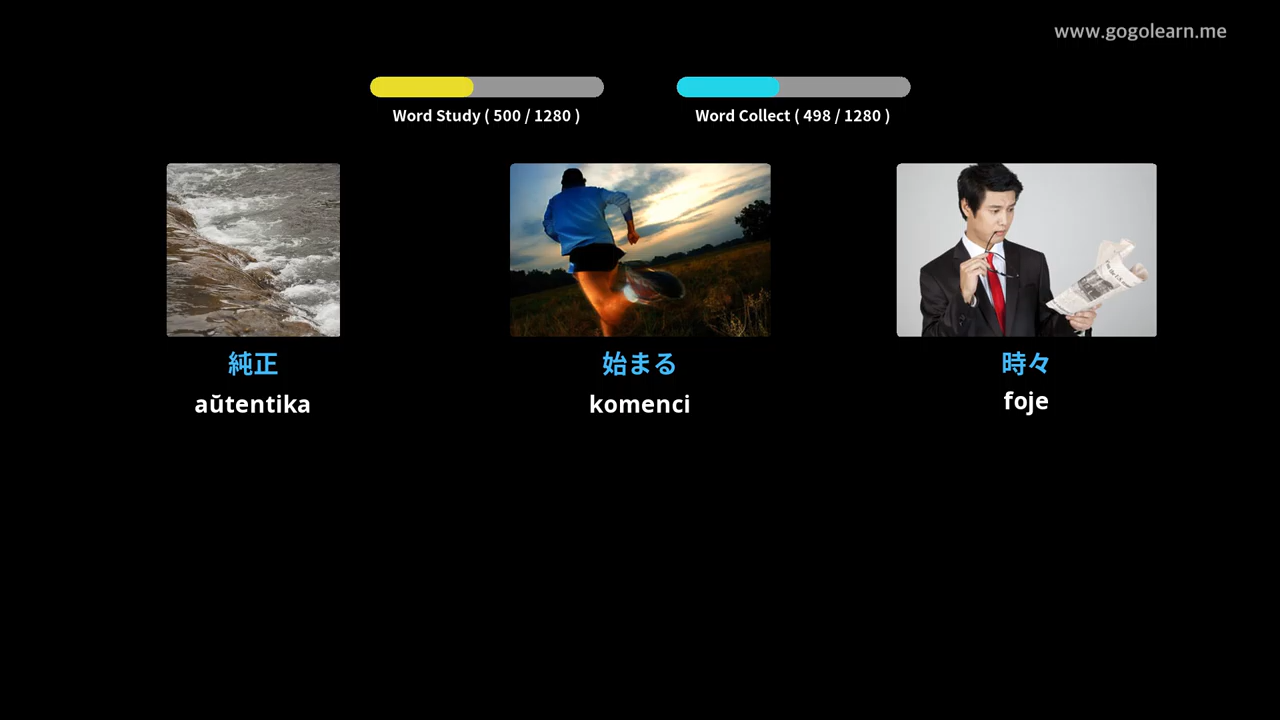 www.gogolearn.me
Word Study ( 500 / 1280 )
Word Collect ( 498 / 1280 )
純正
始まる
時々
aŭtentika
komenci
foje